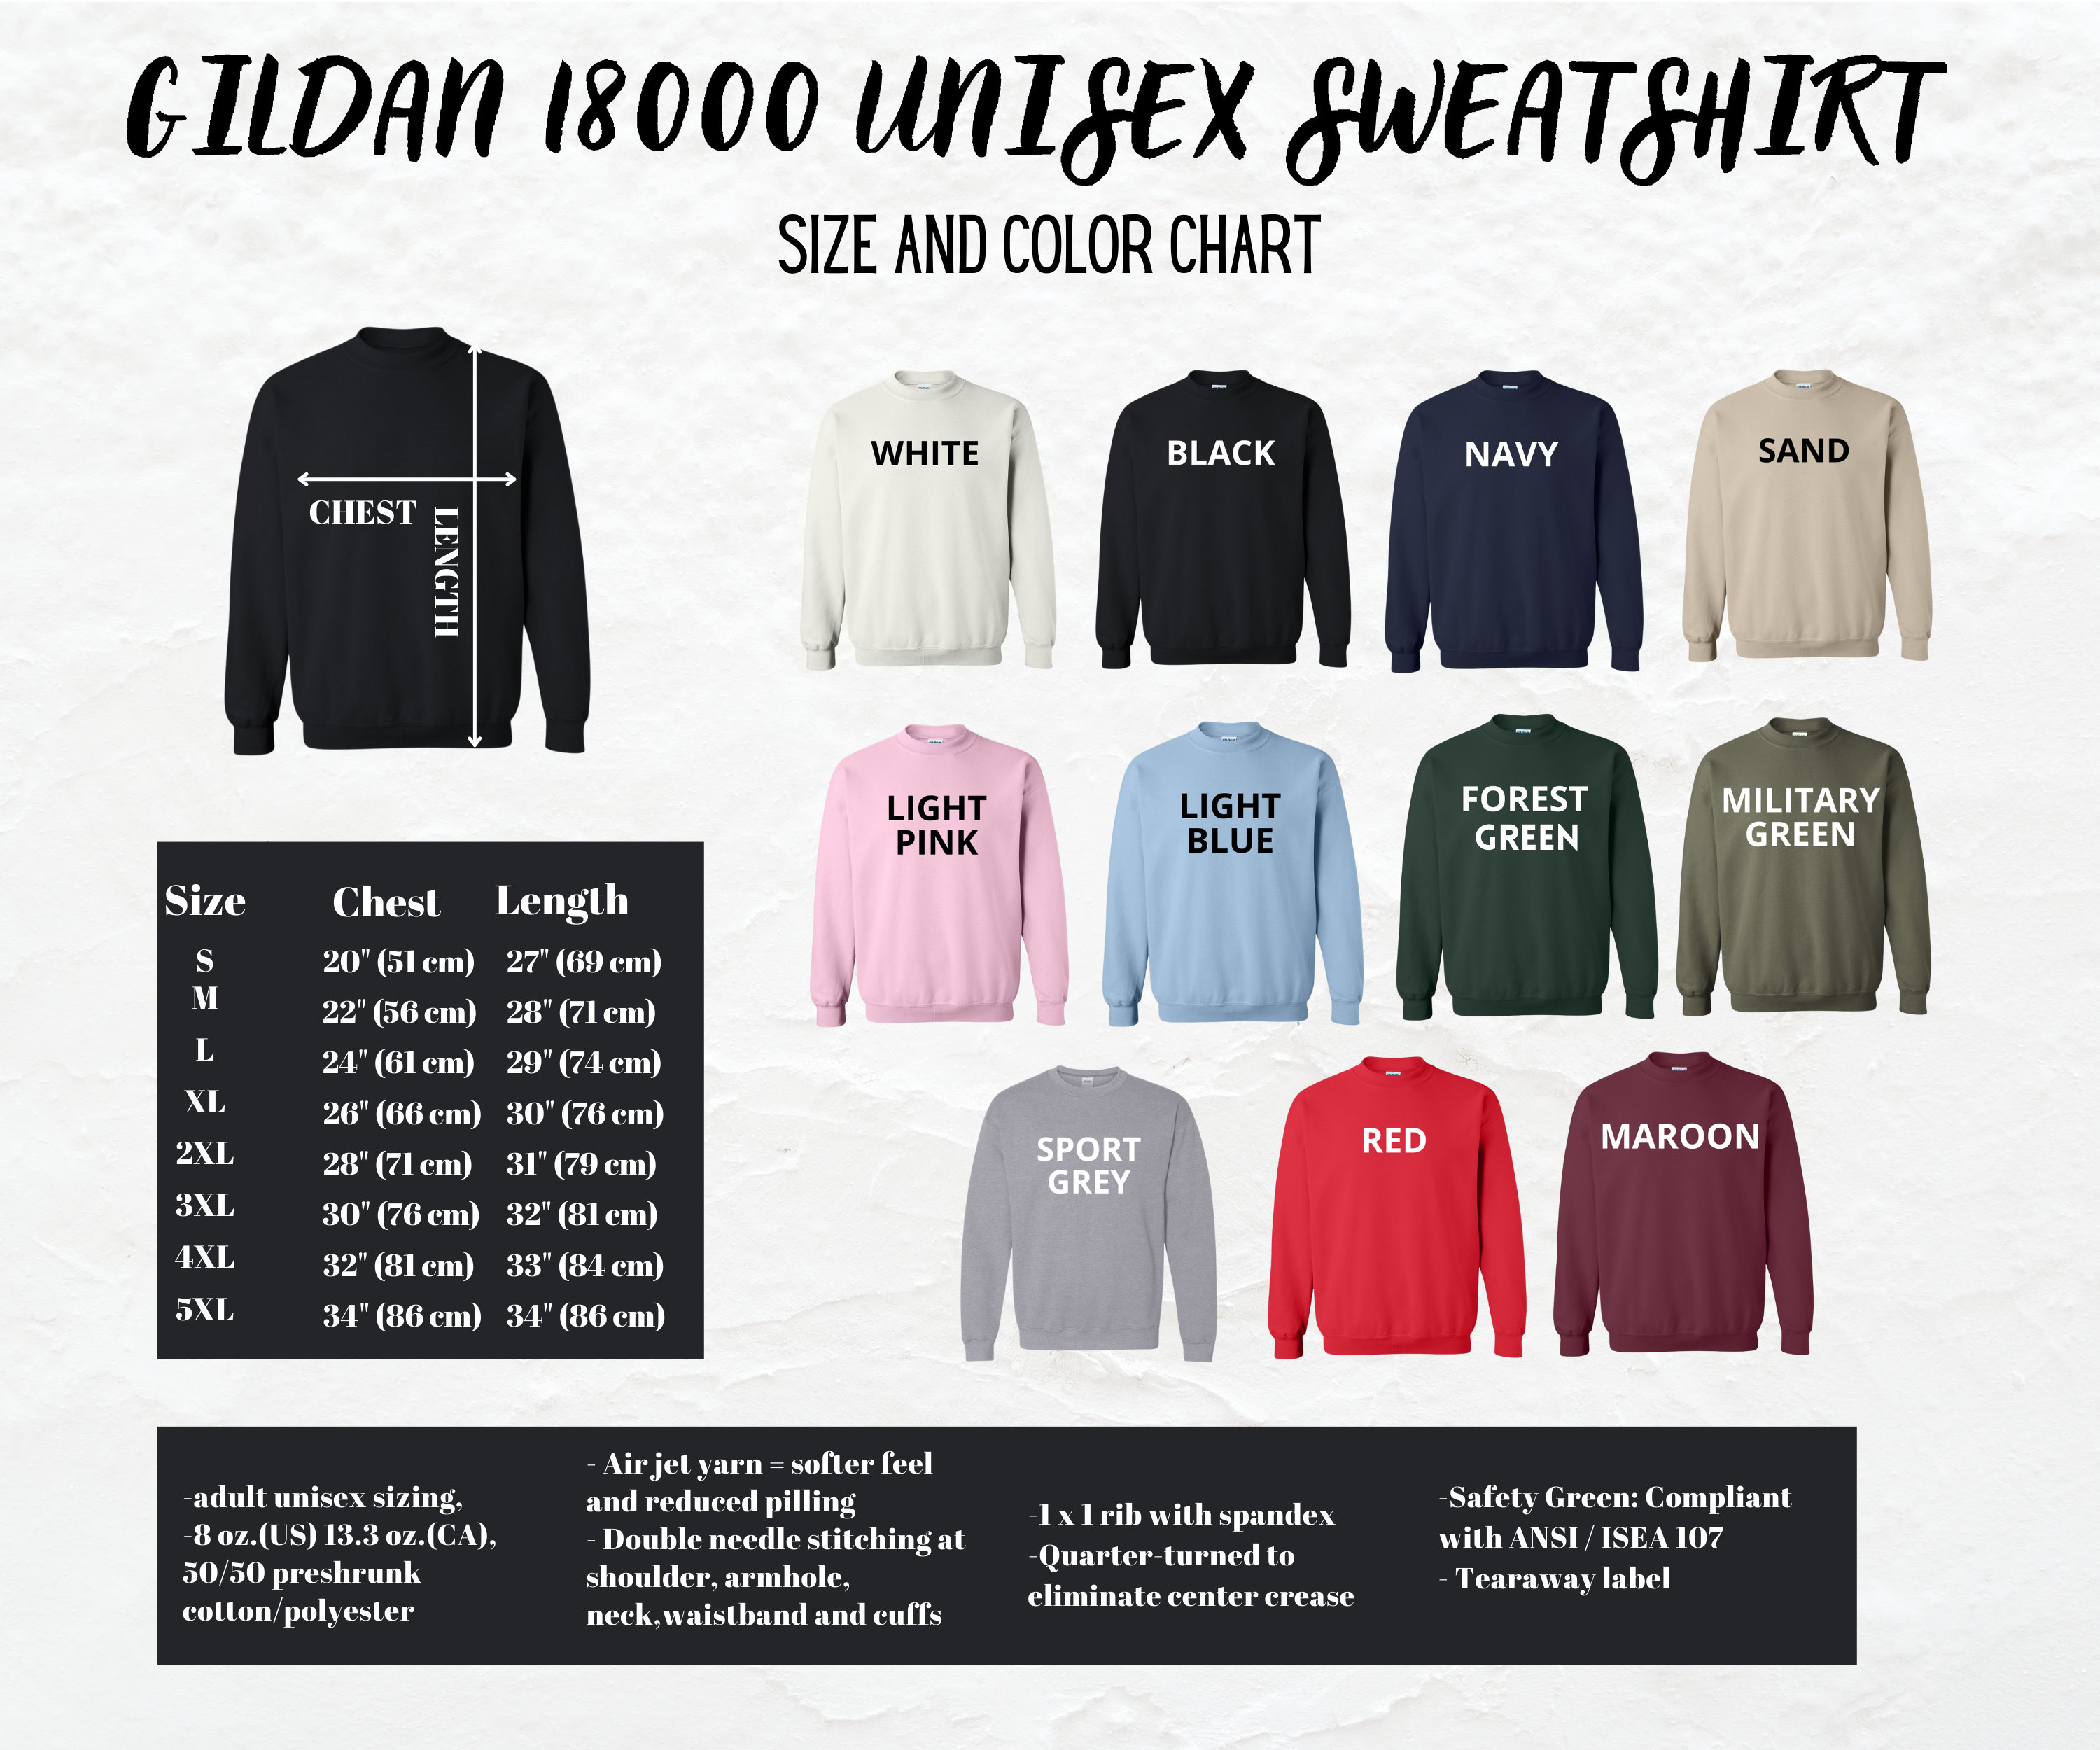 GILDAN 18000 UNISEX SWEATSHIRT
SIZE AND COLOR CHART
CHEST
LENGTH
WHITE
BLACK
NAVY
SAND
LIGHT
PINK
LIGHT
BLUE
FOREST
GREEN
MILITARY
GREEN
SPORT
GREY
RED
MAROON
Size Chest Length
S 20" (51 cm) 27" (69 cm)
M 22" (56 cm) 28" (71 cm)
L 24" (61 cm) 29" (74 cm)
XL 26" (66 cm) 30" (76 cm)
2XL 28" (71 cm) 31" (79 cm)
3XL 30" (76 cm) 32" (81 cm)
4XL 32" (81 cm) 33" (84 cm)
5XL 34" (86 cm) 34" (86 cm)
-adult unisex sizing,
-8 oz.(US) 13.3 oz.(CA),
50/50 preshrunk
cotton/polyester
- Air jet yarn = softer feel
and reduced pilling
- Double needle stitching at
shoulder, armhole,
neck,waistband and cuffs
-1 x 1 rib with spandex
-Quarter-turned to
eliminate center crease
-Safety Green: Compliant
with ANSI / ISEA 107
- Tearaway label